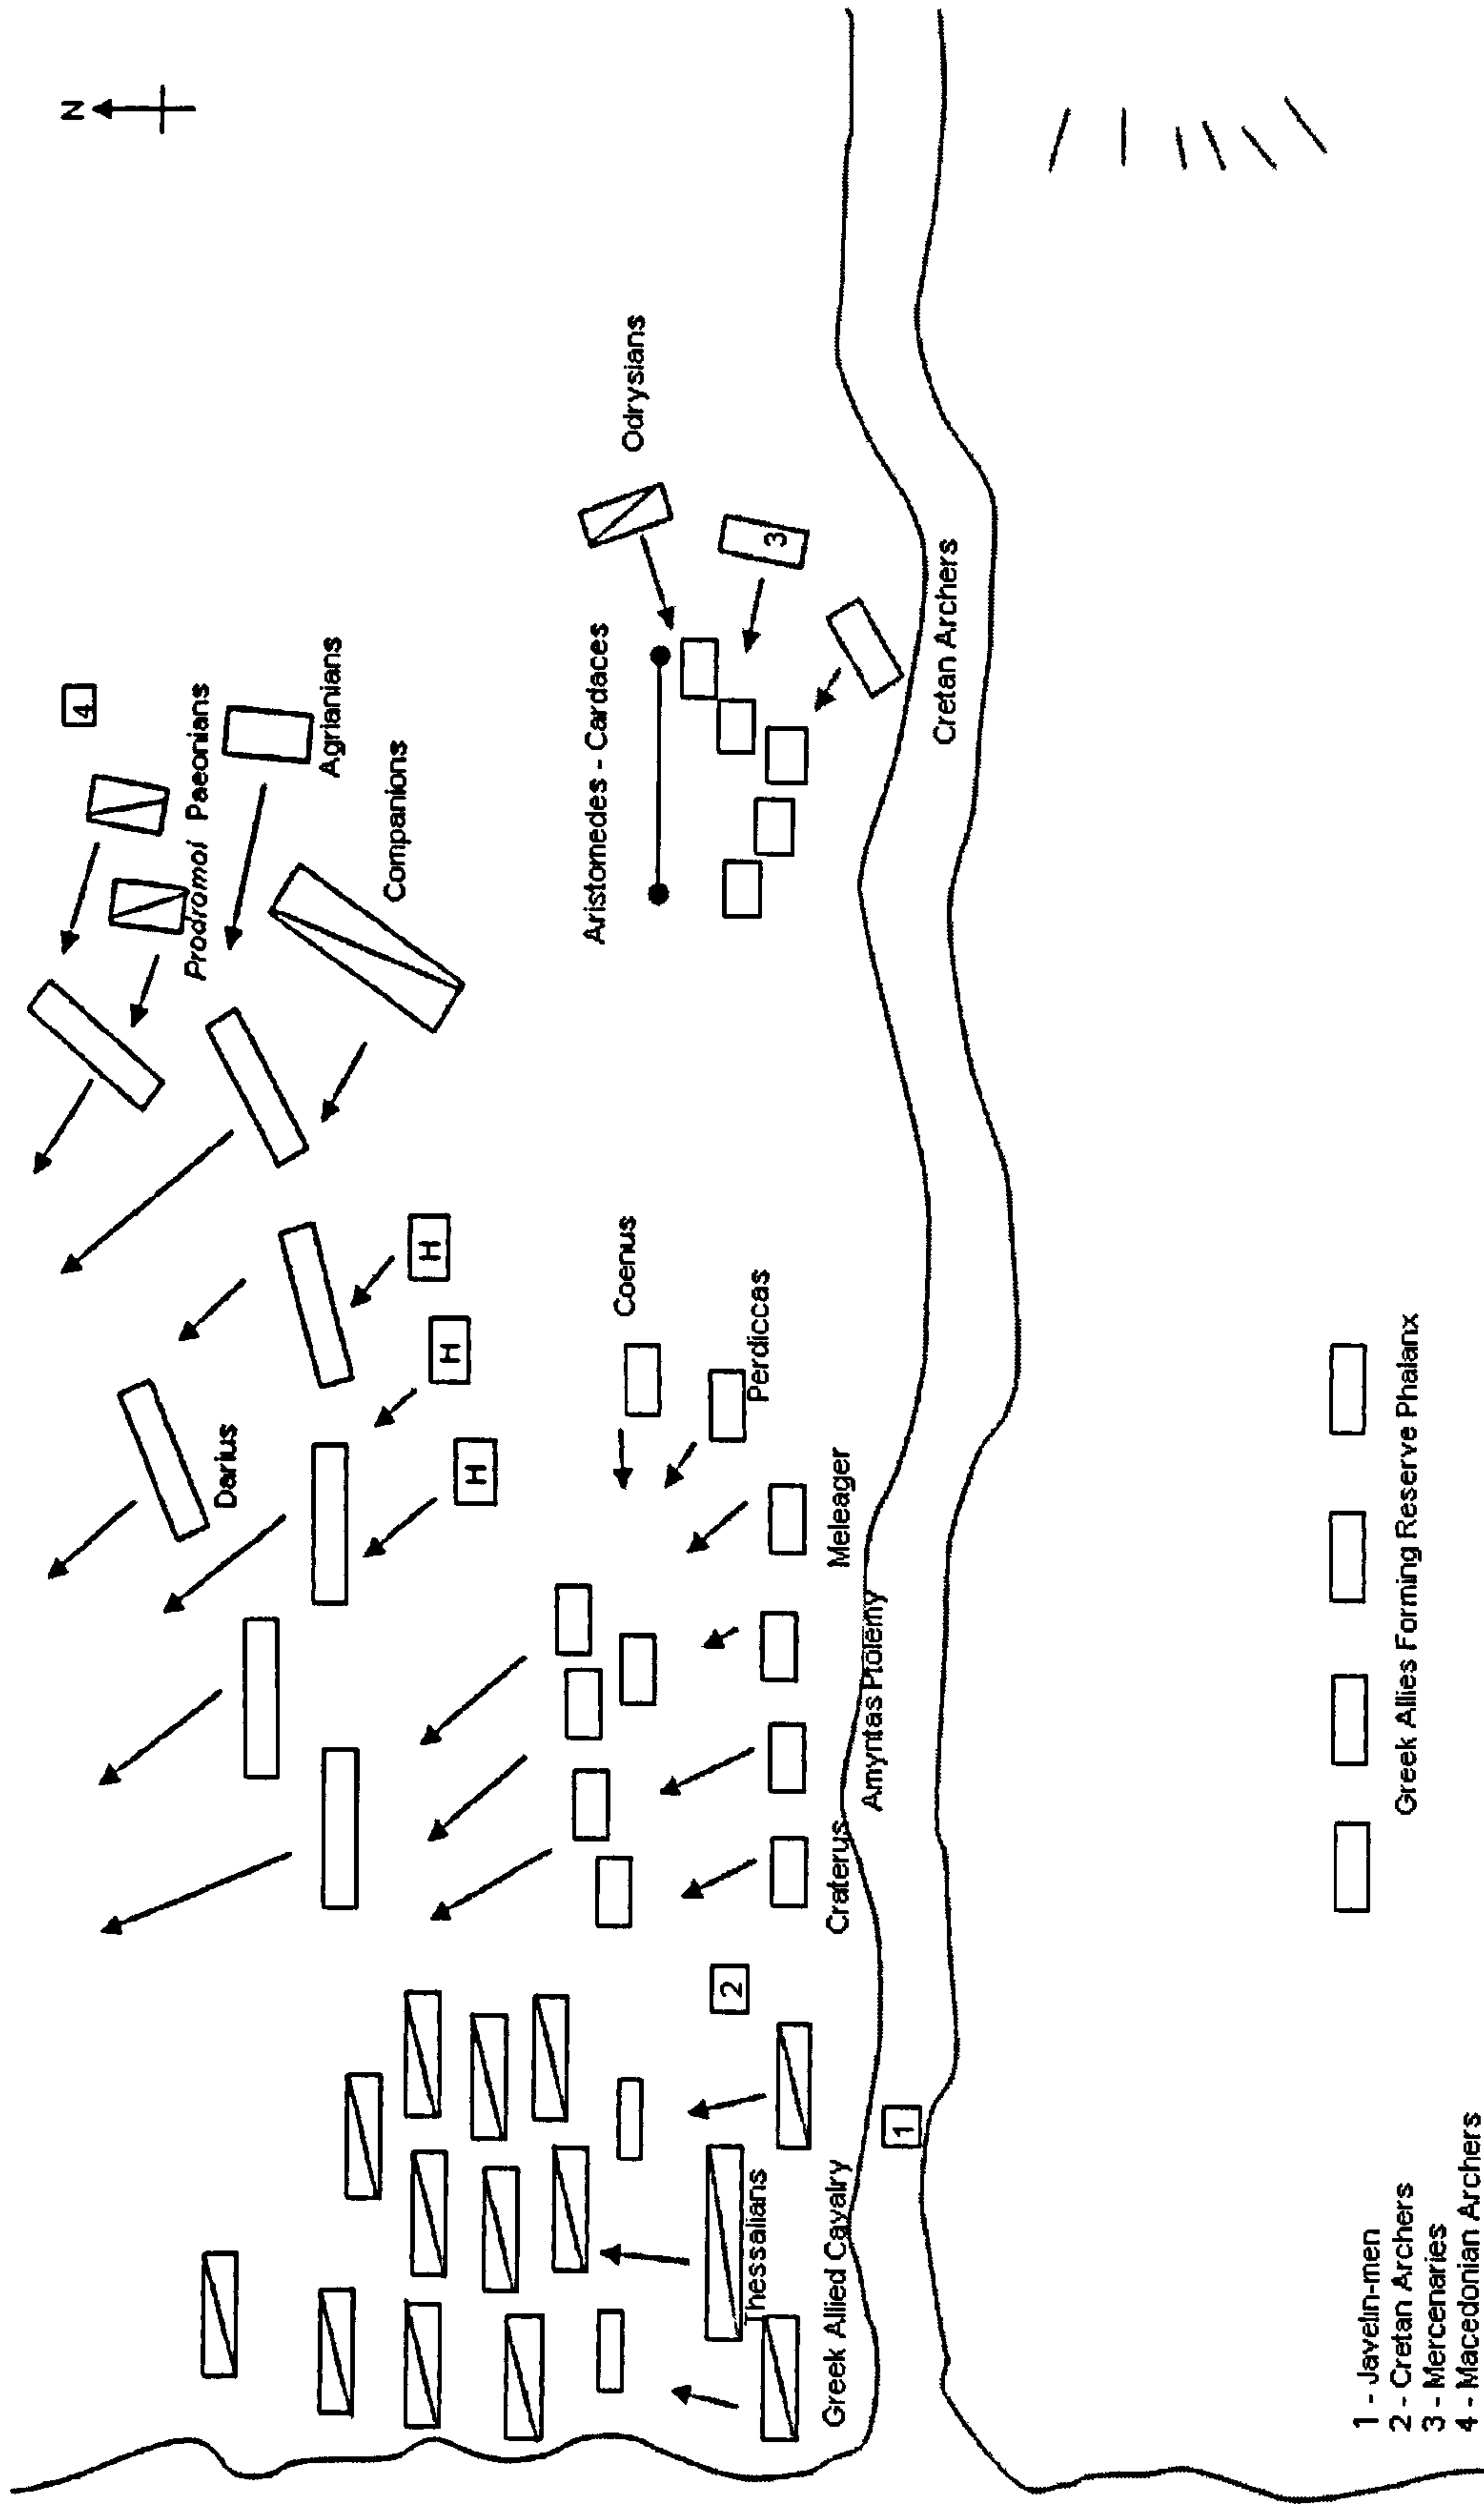 N
4
Prodromoi Paeonians
Agrianians
Companions
Odrysians
3
Aristomedes - Cardaces
Cretan Archers
H
H
H
Darius
Coenus
Perdiccas
Meleager
Amyntas Ptolemy
Craterus
2
Thessalians
Greek Allied Cavalry
1
Greek Allies Forming Reserve Phalanx
1 - Javelin-men
2 - Cretan Archers
3 - Mercenaries
4 - Macedonian Archers